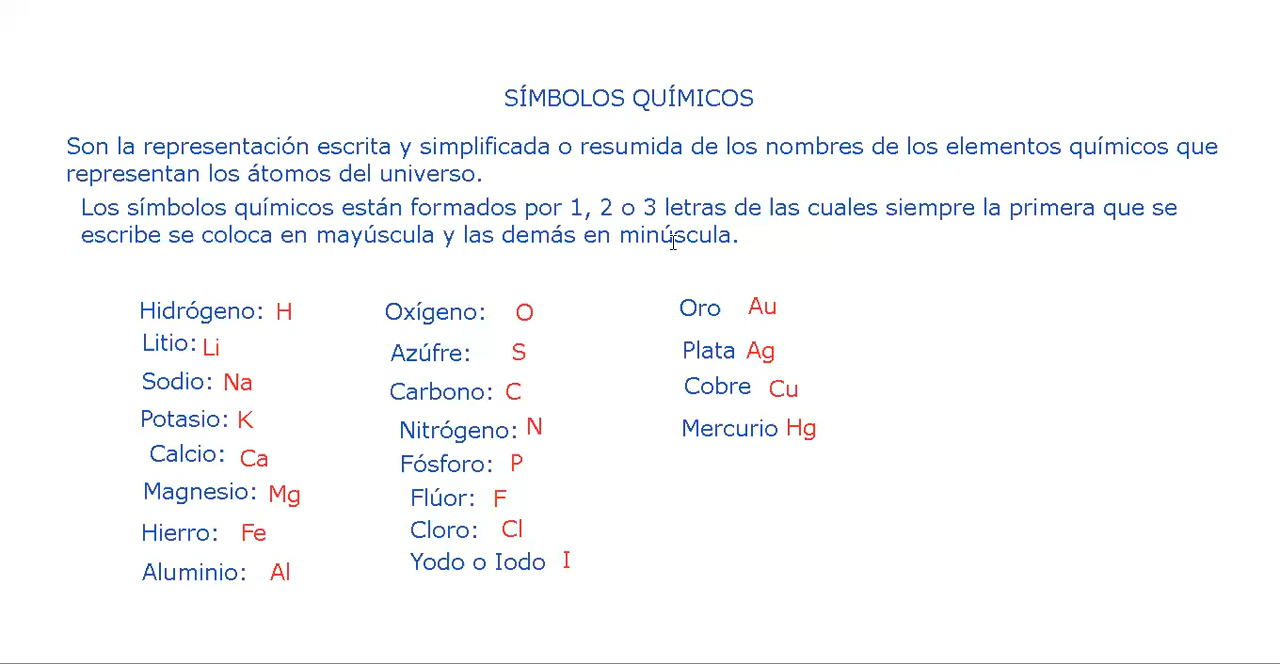 SÍMBOLOS QUÍMICOS
Son la representación escrita y simplificada o resumida de los nombres de los elementos químicos que
representan los átomos del universo.
Los símbolos químicos están formados por 1, 2 o 3 letras de las cuales siempre la primera que se
escribe se coloca en mayúscula y las demás en minúscula.
Hidrógeno: H
Litio: Li
Sodio: Na
Potasio: K
Calcio: Ca
Magnesio: Mg
Hierro: Fe
Aluminio: Al
Oxígeno: O
Azúfre: S
Carbono: C
Nitrógeno: N
Fósforo: P
Flúor: F
Cloro: Cl
Yodo o Iodo I
Oro Au
Plata Ag
Cobre Cu
Mercurio Hg